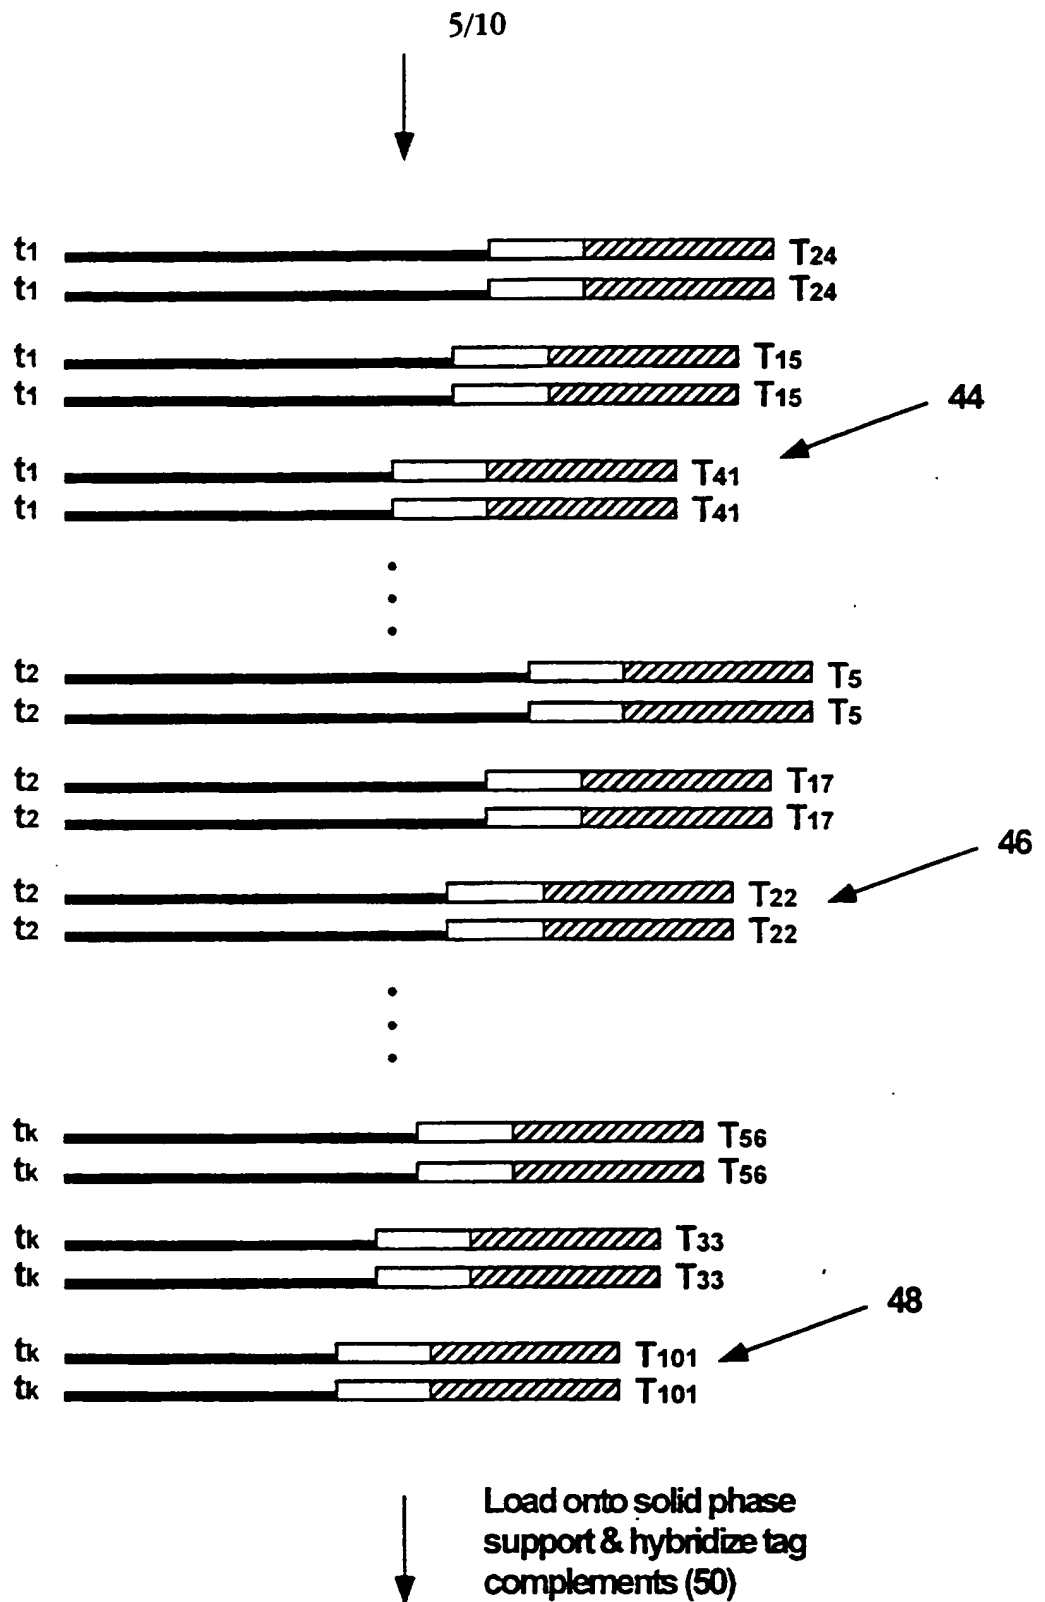 5/10
t1 T24
t1 T24
t1 T15
t1 T15
44
t1 T41
t1 T41
t2 T5
t2 T5
t2 T17
t2 T17
46
t2 T22
t2 T22
tk T56
tk T56
tk T33
tk T33
48
tk T101
tk T101
Load onto solid phase
support & hybridize tag
complements (50)